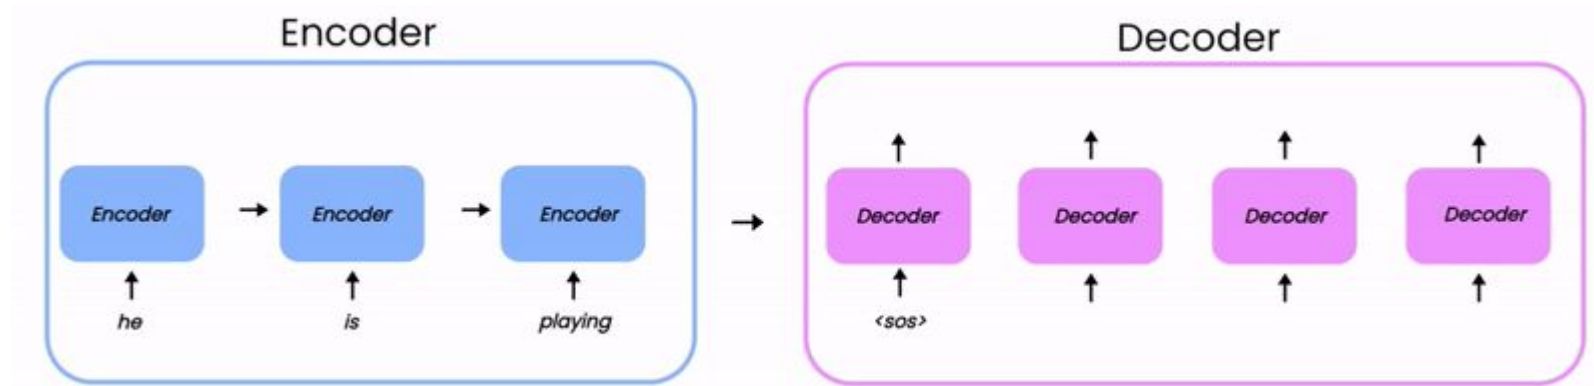 Encoder
Decoder
Encoder
Encoder
Encoder
Decoder
Decoder
Decoder
Decoder
he
is
playing
<sos>